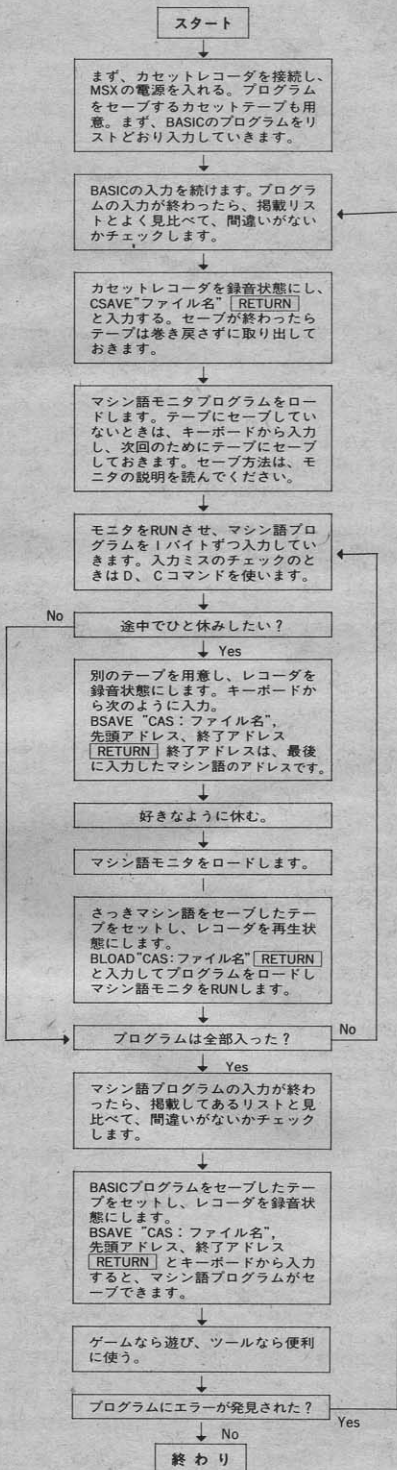 スタート
まず、カセットレコーダを接続し、
MSXの電源を入れる。プログラム
をセーブするカセットテープも用
意。まず、BASICのプログラムをリ
ストどおり入力していきます。
BASICの入力を続けます。プログラ
ムの入力が終わったら、掲載リス
トとよく見比べて、間違いがない
かチェックします。
カセットレコーダを録音状態にし、
CSAVE"ファイル名" RETURN
と入力する。セーブが終わったら
テープは巻き戻さずに取り出して
おきます。
マシン語モニタプログラムをロー
ドします。テープにセーブしてい
ないときは、キーボードから入力
し、次回のためにテープにセーブ
しておきます。セーブ方法は、モ
ニタの説明を読んでください。
モニタをRUNさせ、マシン語プロ
グラムを1バイトずつ入力してい
きます。入力ミスのチェックのと
きはD、Cコマンドを使います。
No
途中でひと休みしたい?
Yes
別のテープを用意し、レコーダを
録音状態にします。キーボードか
ら次のように入力。
BSAVE "CAS:ファイル名",
先頭アドレス、終了アドレス
RETURN 終了アドレスは、最後
に入力したマシン語のアドレスです。
好きなように休む。
マシン語モニタをロードします。
さっきマシン語をセーブしたテー
プをセットし、レコーダを再生状
態にします。
BLOAD"CAS:ファイル名" RETURN
と入力してプログラムをロードし
マシン語モニタをRUNします。
プログラムは全部入った?
No
Yes
マシン語プログラムの入力が終わ
ったら、掲載してあるリストと見
比べて、間違いがないかチェック
します。
BASICプログラムをセーブしたテー
プをセットし、レコーダを録音状
態にします。
BSAVE "CAS:ファイル名",
先頭アドレス、終了アドレス
RETURN とキーボードから入力
すると、マシン語プログラムがセ
ーブできます。
ゲームなら遊び、ツールなら便利
に使う。
プログラムにエラーが発見された?
Yes
No
終わり